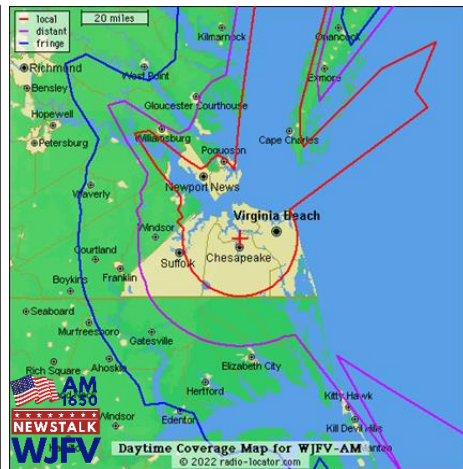 local
distant
fringe
20 miles
Kilmarnock
Onancock
Richmond
West Point
Exmore
Bensley
Gloucester Courthouse
Hopewell
Williamsburg
Cape Charles
Petersburg
Poquoson
Newport News
Waverly
Virginia Beach
Windsor
Courtland
Suffolk
Chesapeake
Franklin
Boykins
Seaboard
Murfreesboro
Gatesville
Ahoskie
Elizabeth City
Rich Square
Hertford
Kitty Hawk
AM
1650
Windsor
Edenton
Kill Devil Hills
NEWSTALK
WJFV
Daytime Coverage Map for WJFV-AM
© 2022 radio-locator.com